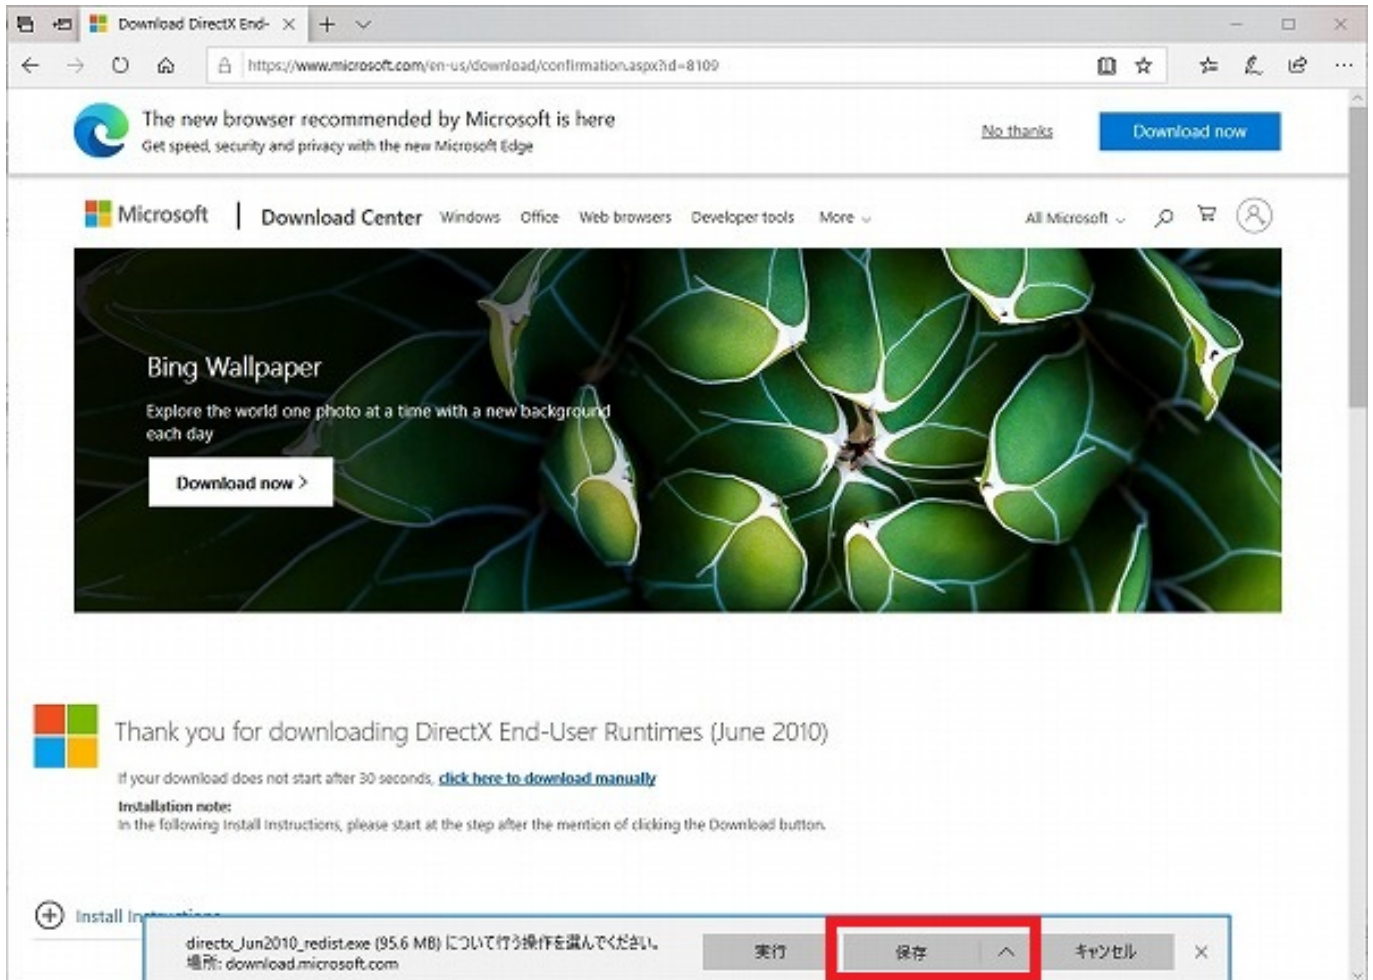 Download DirectX End-
https://www.microsoft.com/en-us/download/confirmation.aspx?id=8109
The new browser recommended by Microsoft is here
Get speed, security and privacy with the new Microsoft Edge
No thanks
Download now
Microsoft
Download Center
Windows
Office
Web browsers
Developer tools
More
All Microsoft
Bing Wallpaper
Explore the world one photo at a time with a new background
each day
Download now >
Thank you for downloading DirectX End-User Runtimes (June 2010)
If your download does not start after 30 seconds, click here to download manually
Installation note:
In the following Install Instructions, please start at the step after the mention of clicking the Download button.
Install Instructions
directx_Jun2010_redist.exe (95.6 MB) について行う操作を選んでください。
場所: download.microsoft.com
実行
保存
キャンセル